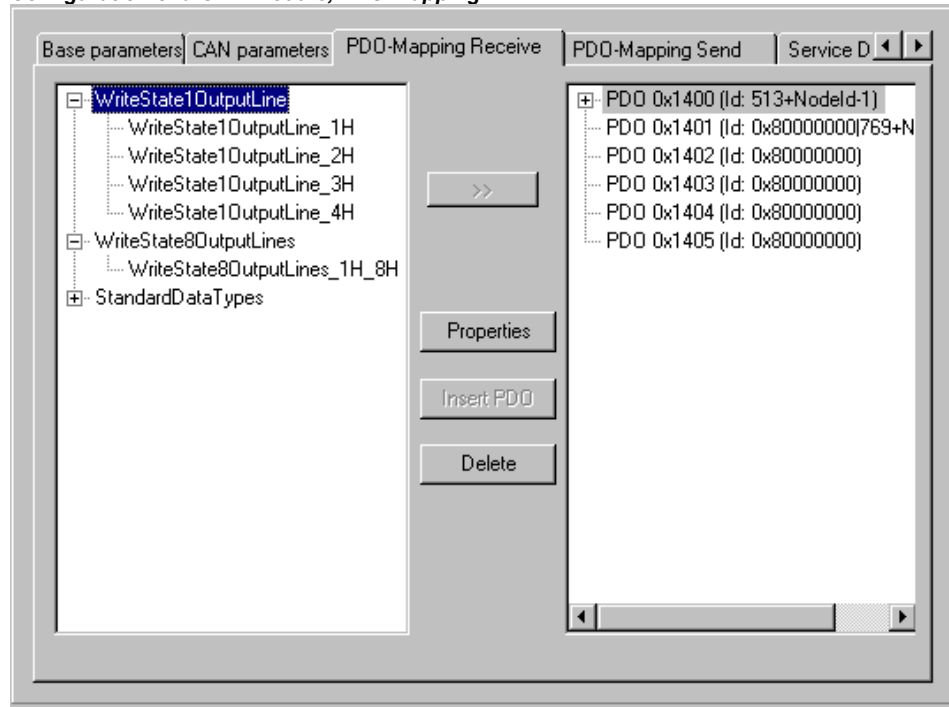 Base parameters
CAN parameters
PDO-Mapping Receive
PDO-Mapping Send
Service D
WriteState1OutputLine
WriteState1OutputLine_1H
WriteState1OutputLine_2H
WriteState1OutputLine_3H
WriteState1OutputLine_4H
WriteState8OutputLines
WriteState8OutputLines_1H_8H
StandardDataTypes
>>
Properties
Insert PDO
Delete
PDO 0x1400 (Id: 513+NodeId-1)
PDO 0x1401 (Id: 0x80000000|769+N
PDO 0x1402 (Id: 0x80000000)
PDO 0x1403 (Id: 0x80000000)
PDO 0x1404 (Id: 0x80000000)
PDO 0x1405 (Id: 0x80000000)